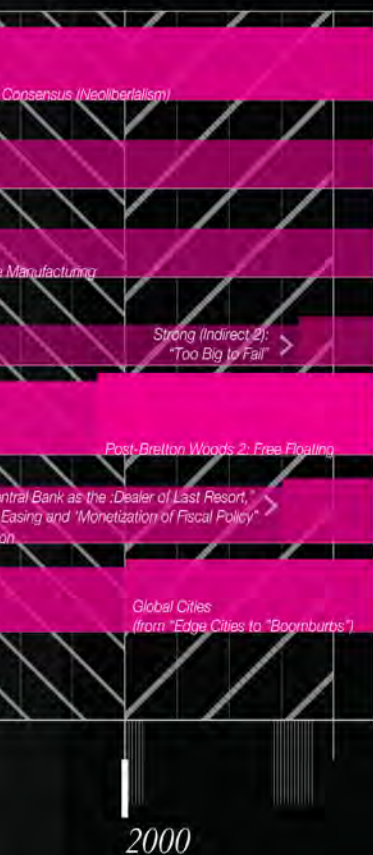 Consensus (Neoliberlalism)
e Manufacturing
Strong (Indirect 2):
"Too Big to Fail"
Post-Bretton Woods 2: Free Floating
ntral Bank as the :Dealer of Last Resort,"
Easing and "Monetization of Fiscal Policy"
on
Global Cities
(from "Edge Cities to "Boomburbs")
2000